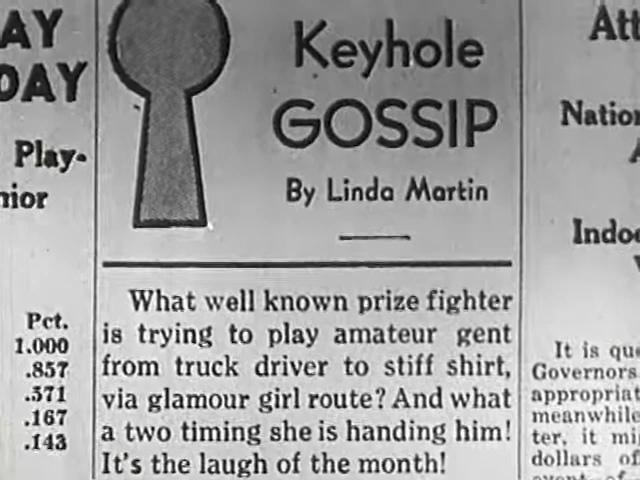 AY
DAY
Play-
nior
Pct.
1.000
.857
.571
.167
.143
Keyhole
GOSSIP
By Linda Martin
What well known prize fighter
is trying to play amateur gent
from truck driver to stiff shirt,
via glamour girl route? And what
a two timing she is handing him!
It's the laugh of the month!
Att
Nation
Indoo
It is que
Governors
appropriat
meanwhile
ter, it mi
dollars of